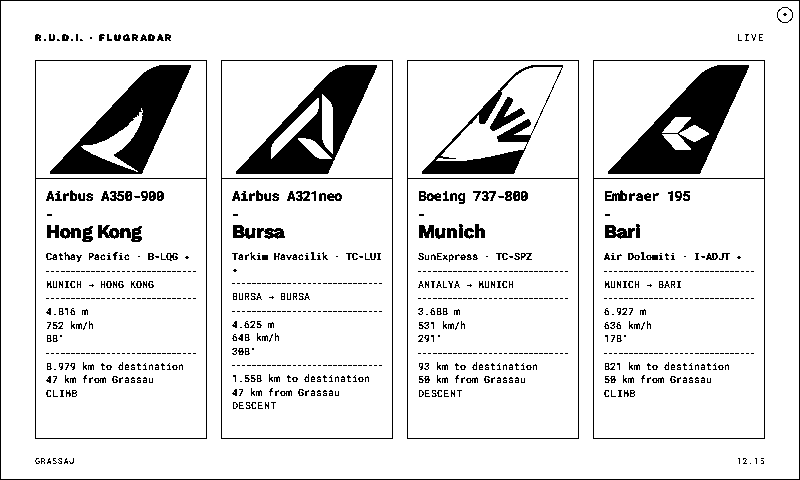 R.U.D.I. · FLUGRADAR
LIVE
Airbus A350-900
-
Hong Kong
Cathay Pacific · B-LQG ✦
MUNICH → HONG KONG
4.816 m
752 km/h
88°
8.979 km to destination
47 km from Grassau
CLIMB
Airbus A321neo
-
Bursa
Tarkim Havacilik · TC-LUI
✦
BURSA → BURSA
4.625 m
648 km/h
308°
1.558 km to destination
47 km from Grassau
DESCENT
Boeing 737-800
-
Munich
SunExpress · TC-SPZ
ANTALYA → MUNICH
3.688 m
531 km/h
291°
93 km to destination
50 km from Grassau
DESCENT
Embraer 195
-
Bari
Air Dolomiti · I-ADJT ✦
MUNICH → BARI
6.927 m
636 km/h
178°
821 km to destination
50 km from Grassau
CLIMB
GRASSAU
12.15